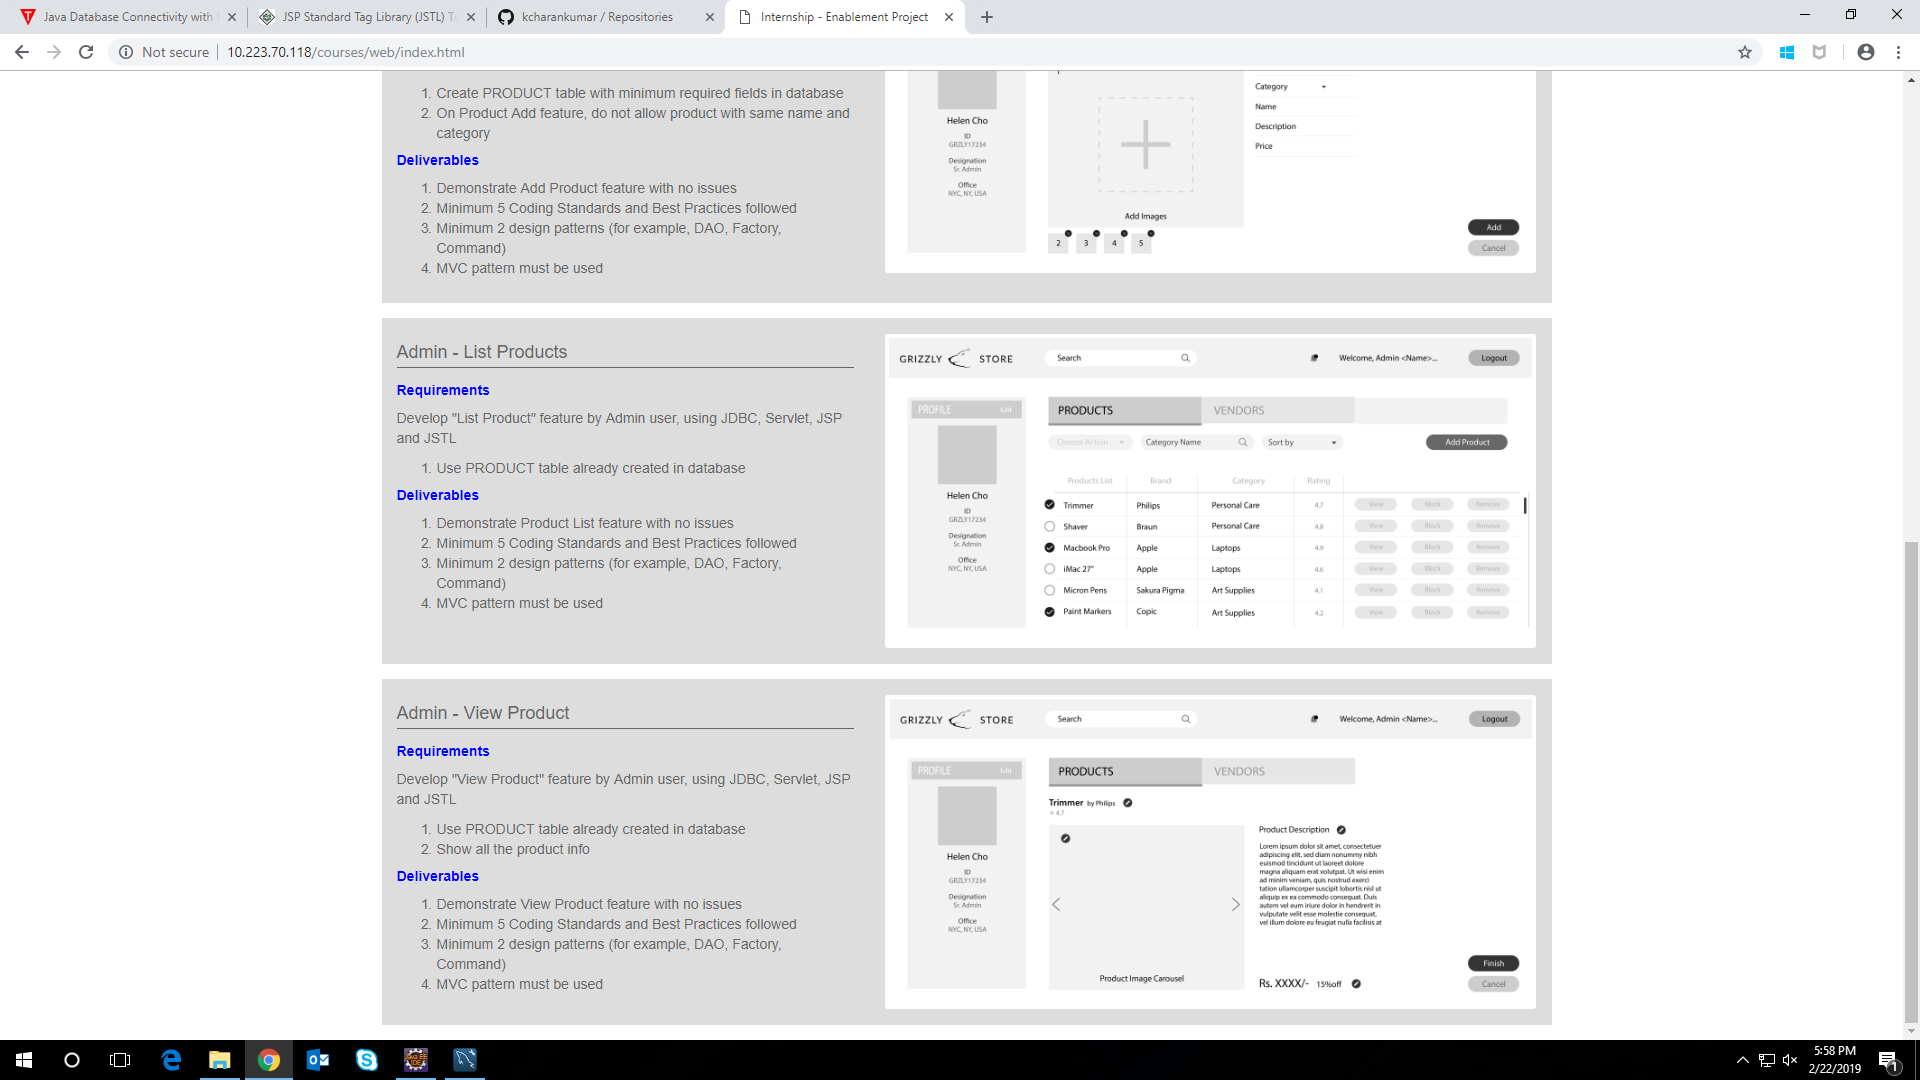 Java Database Connectivity with
JSP Standard Tag Library (JSTL) Tu
kcharankumar / Repositories
Internship - Enablement Project
Not secure
10.223.70.118/courses/web/index.html
1. Create PRODUCT table with minimum required fields in database
2. On Product Add feature, do not allow product with same name and
category
Deliverables
1. Demonstrate Add Product feature with no issues
2. Minimum 5 Coding Standards and Best Practices followed
3. Minimum 2 design patterns (for example, DAO, Factory,
Command)
4. MVC pattern must be used
Helen Cho
ID
GRZLY17234
Designation
Sr. Admin
Office
NYC, NY, USA
Add Images
2 3 4 5
Category
Name
Description
Price
Add
Cancel
Admin - List Products
Requirements
Develop "List Product" feature by Admin user, using JDBC, Servlet, JSP
and JSTL
1. Use PRODUCT table already created in database
Deliverables
1. Demonstrate Product List feature with no issues
2. Minimum 5 Coding Standards and Best Practices followed
3. Minimum 2 design patterns (for example, DAO, Factory,
Command)
4. MVC pattern must be used
GRIZZLY STORE
Search
Welcome, Admin <Name>...
Logout
PROFILE Edit
Helen Cho
ID
GRZLY17234
Designation
Sr. Admin
Office
NYC, NY, USA
PRODUCTS VENDORS
Choose Action Category Name Sort by Add Product
Products List Brand Category Rating
Trimmer Philips Personal Care 4.7 View Block Remove
Shaver Braun Personal Care 4.8 View Block Remove
Macbook Pro Apple Laptops 4.9 View Block Remove
iMac 27" Apple Laptops 4.6 View Block Remove
Micron Pens Sakura Pigma Art Supplies 4.1 View Block Remove
Paint Markers Copic Art Supplies 4.2 View Block Remove
Admin - View Product
Requirements
Develop "View Product" feature by Admin user, using JDBC, Servlet, JSP
and JSTL
1. Use PRODUCT table already created in database
2. Show all the product info
Deliverables
1. Demonstrate View Product feature with no issues
2. Minimum 5 Coding Standards and Best Practices followed
3. Minimum 2 design patterns (for example, DAO, Factory,
Command)
4. MVC pattern must be used
GRIZZLY STORE
Search
Welcome, Admin <Name>...
Logout
PROFILE Edit
Helen Cho
ID
GRZLY17234
Designation
Sr. Admin
Office
NYC, NY, USA
PRODUCTS VENDORS
Trimmer by Philips
4.7
Product Image Carousel
Product Description
Lorem ipsum dolor sit amet, consectetuer
adipiscing elit, sed diam nonummy nibh
euismod tincidunt ut laoreet dolore
magna aliquam erat volutpat. Ut wisi enim
ad minim veniam, quis nostrud exerci
tation ullamcorper suscipit lobortis nisl ut
aliquip ex ea commodo consequat. Duis
autem vel eum iriure dolor in hendrerit in
vulputate velit esse molestie consequat,
vel illum dolore eu feugiat nulla facilisis at
Rs. XXXX/- 15%off
Finish
Cancel
5:58 PM
2/22/2019
1